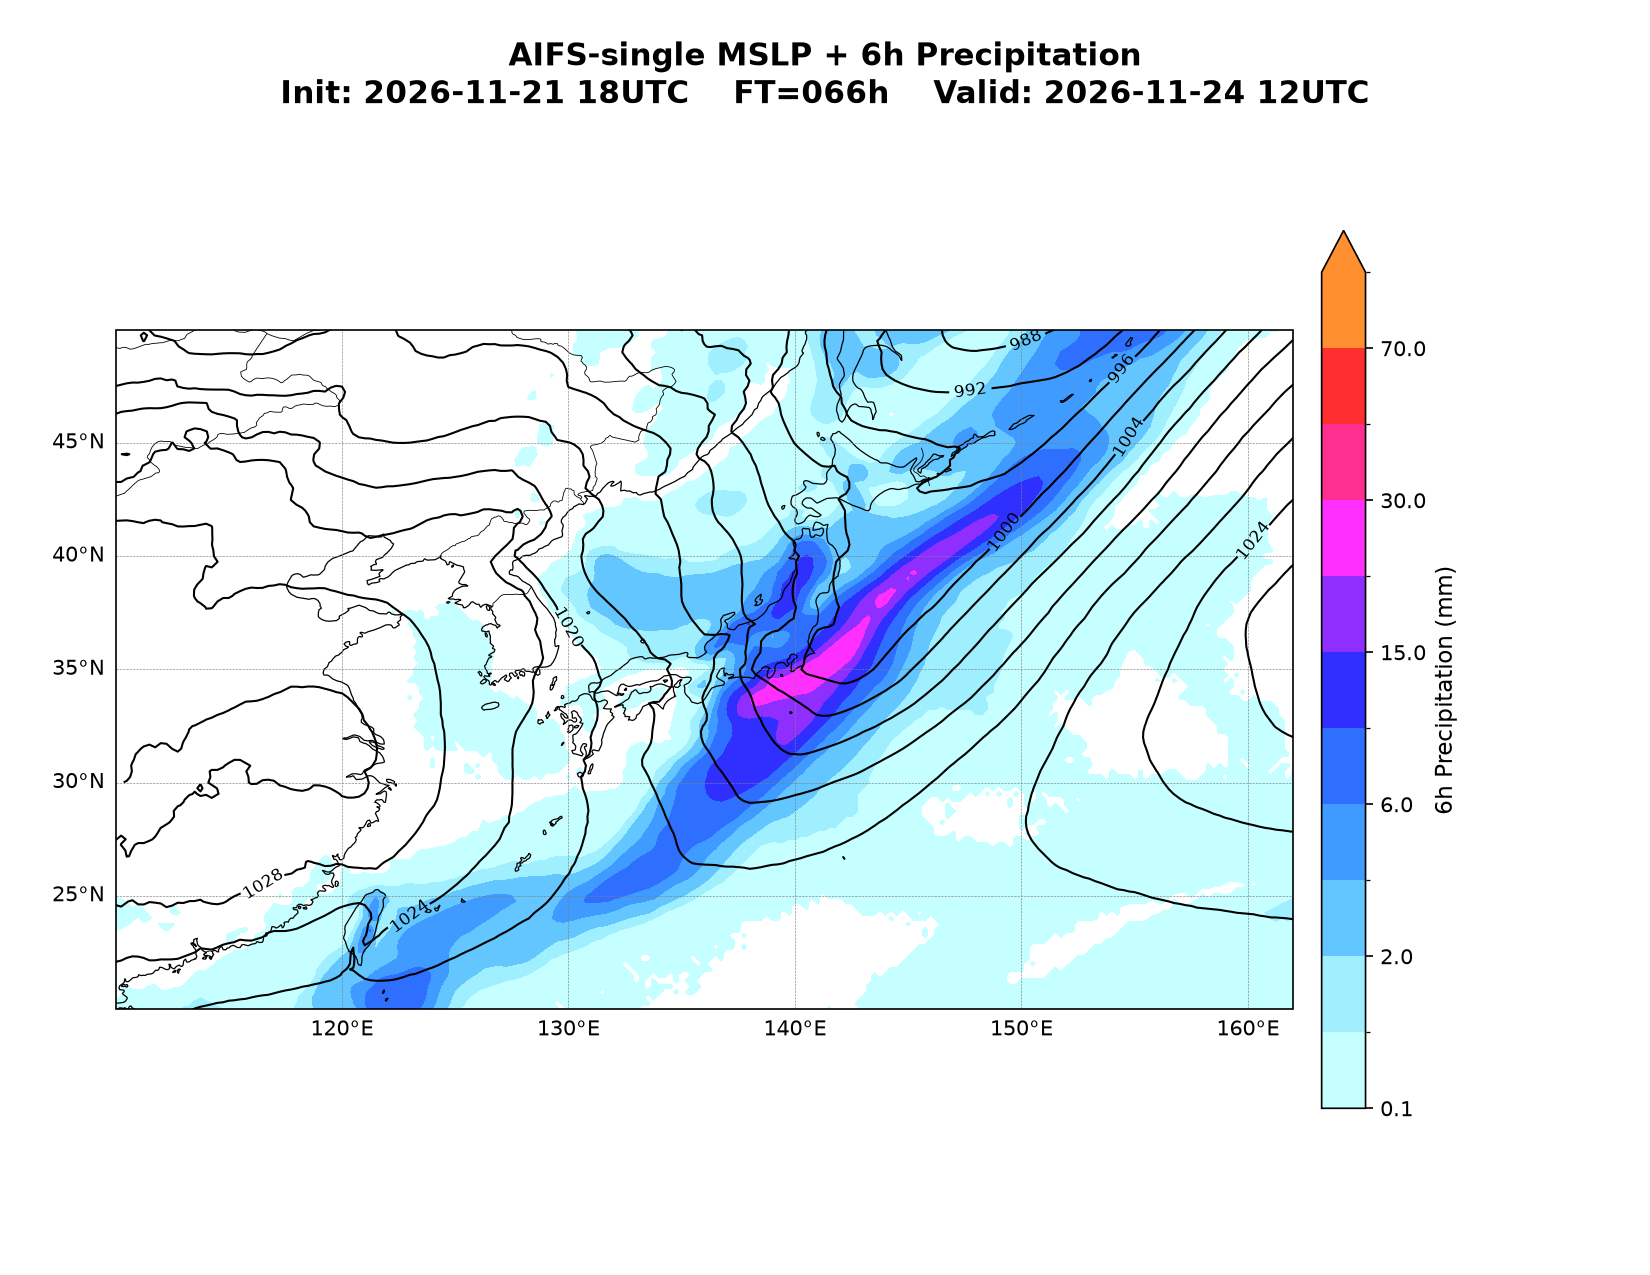 AIFS-single MSLP + 6h Precipitation
Init: 2026-11-21 18UTC    FT=066h    Valid: 2026-11-24 12UTC
988
996
992
1004
1000
1024
1020
1028
1024
45°N
40°N
35°N
30°N
25°N
120°E
130°E
140°E
150°E
160°E
70.0
30.0
15.0
6.0
2.0
0.1
6h Precipitation (mm)